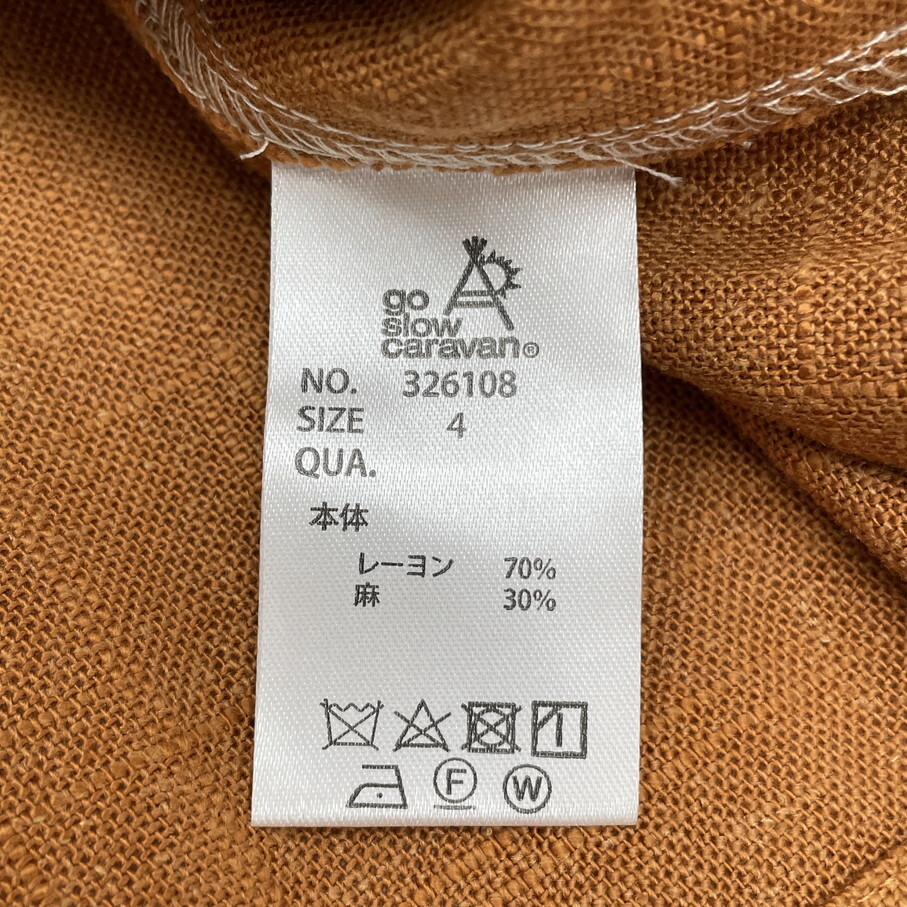 go
slow
caravan®
NO. 326108
SIZE 4
QUA.
本体
レーヨン 70%
麻 30%
F W